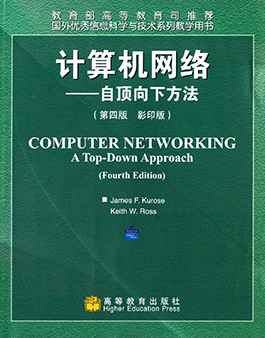 教育部高等教育司推荐
国外优秀信息科学与技术系列教学用书
计算机网络
——自顶向下方法
(第四版 影印版)
COMPUTER NETWORKING
A Top-Down Approach
(Fourth Edition)
James F. Kurose
Keith W. Ross
高等教育出版社
Higher Education Press